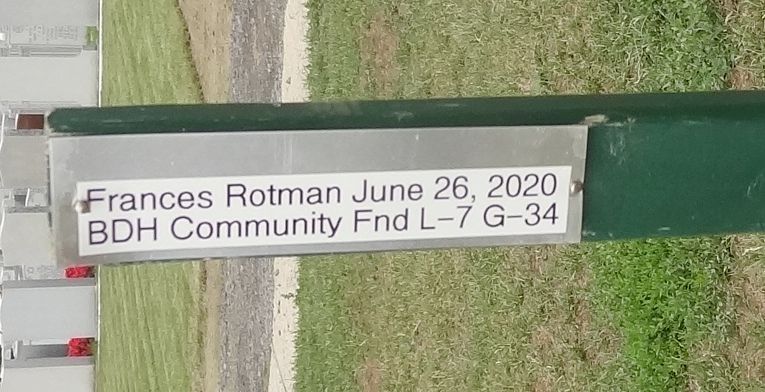 Frances Rotman June 26, 2020
BDH Community Fnd L-7 G-34